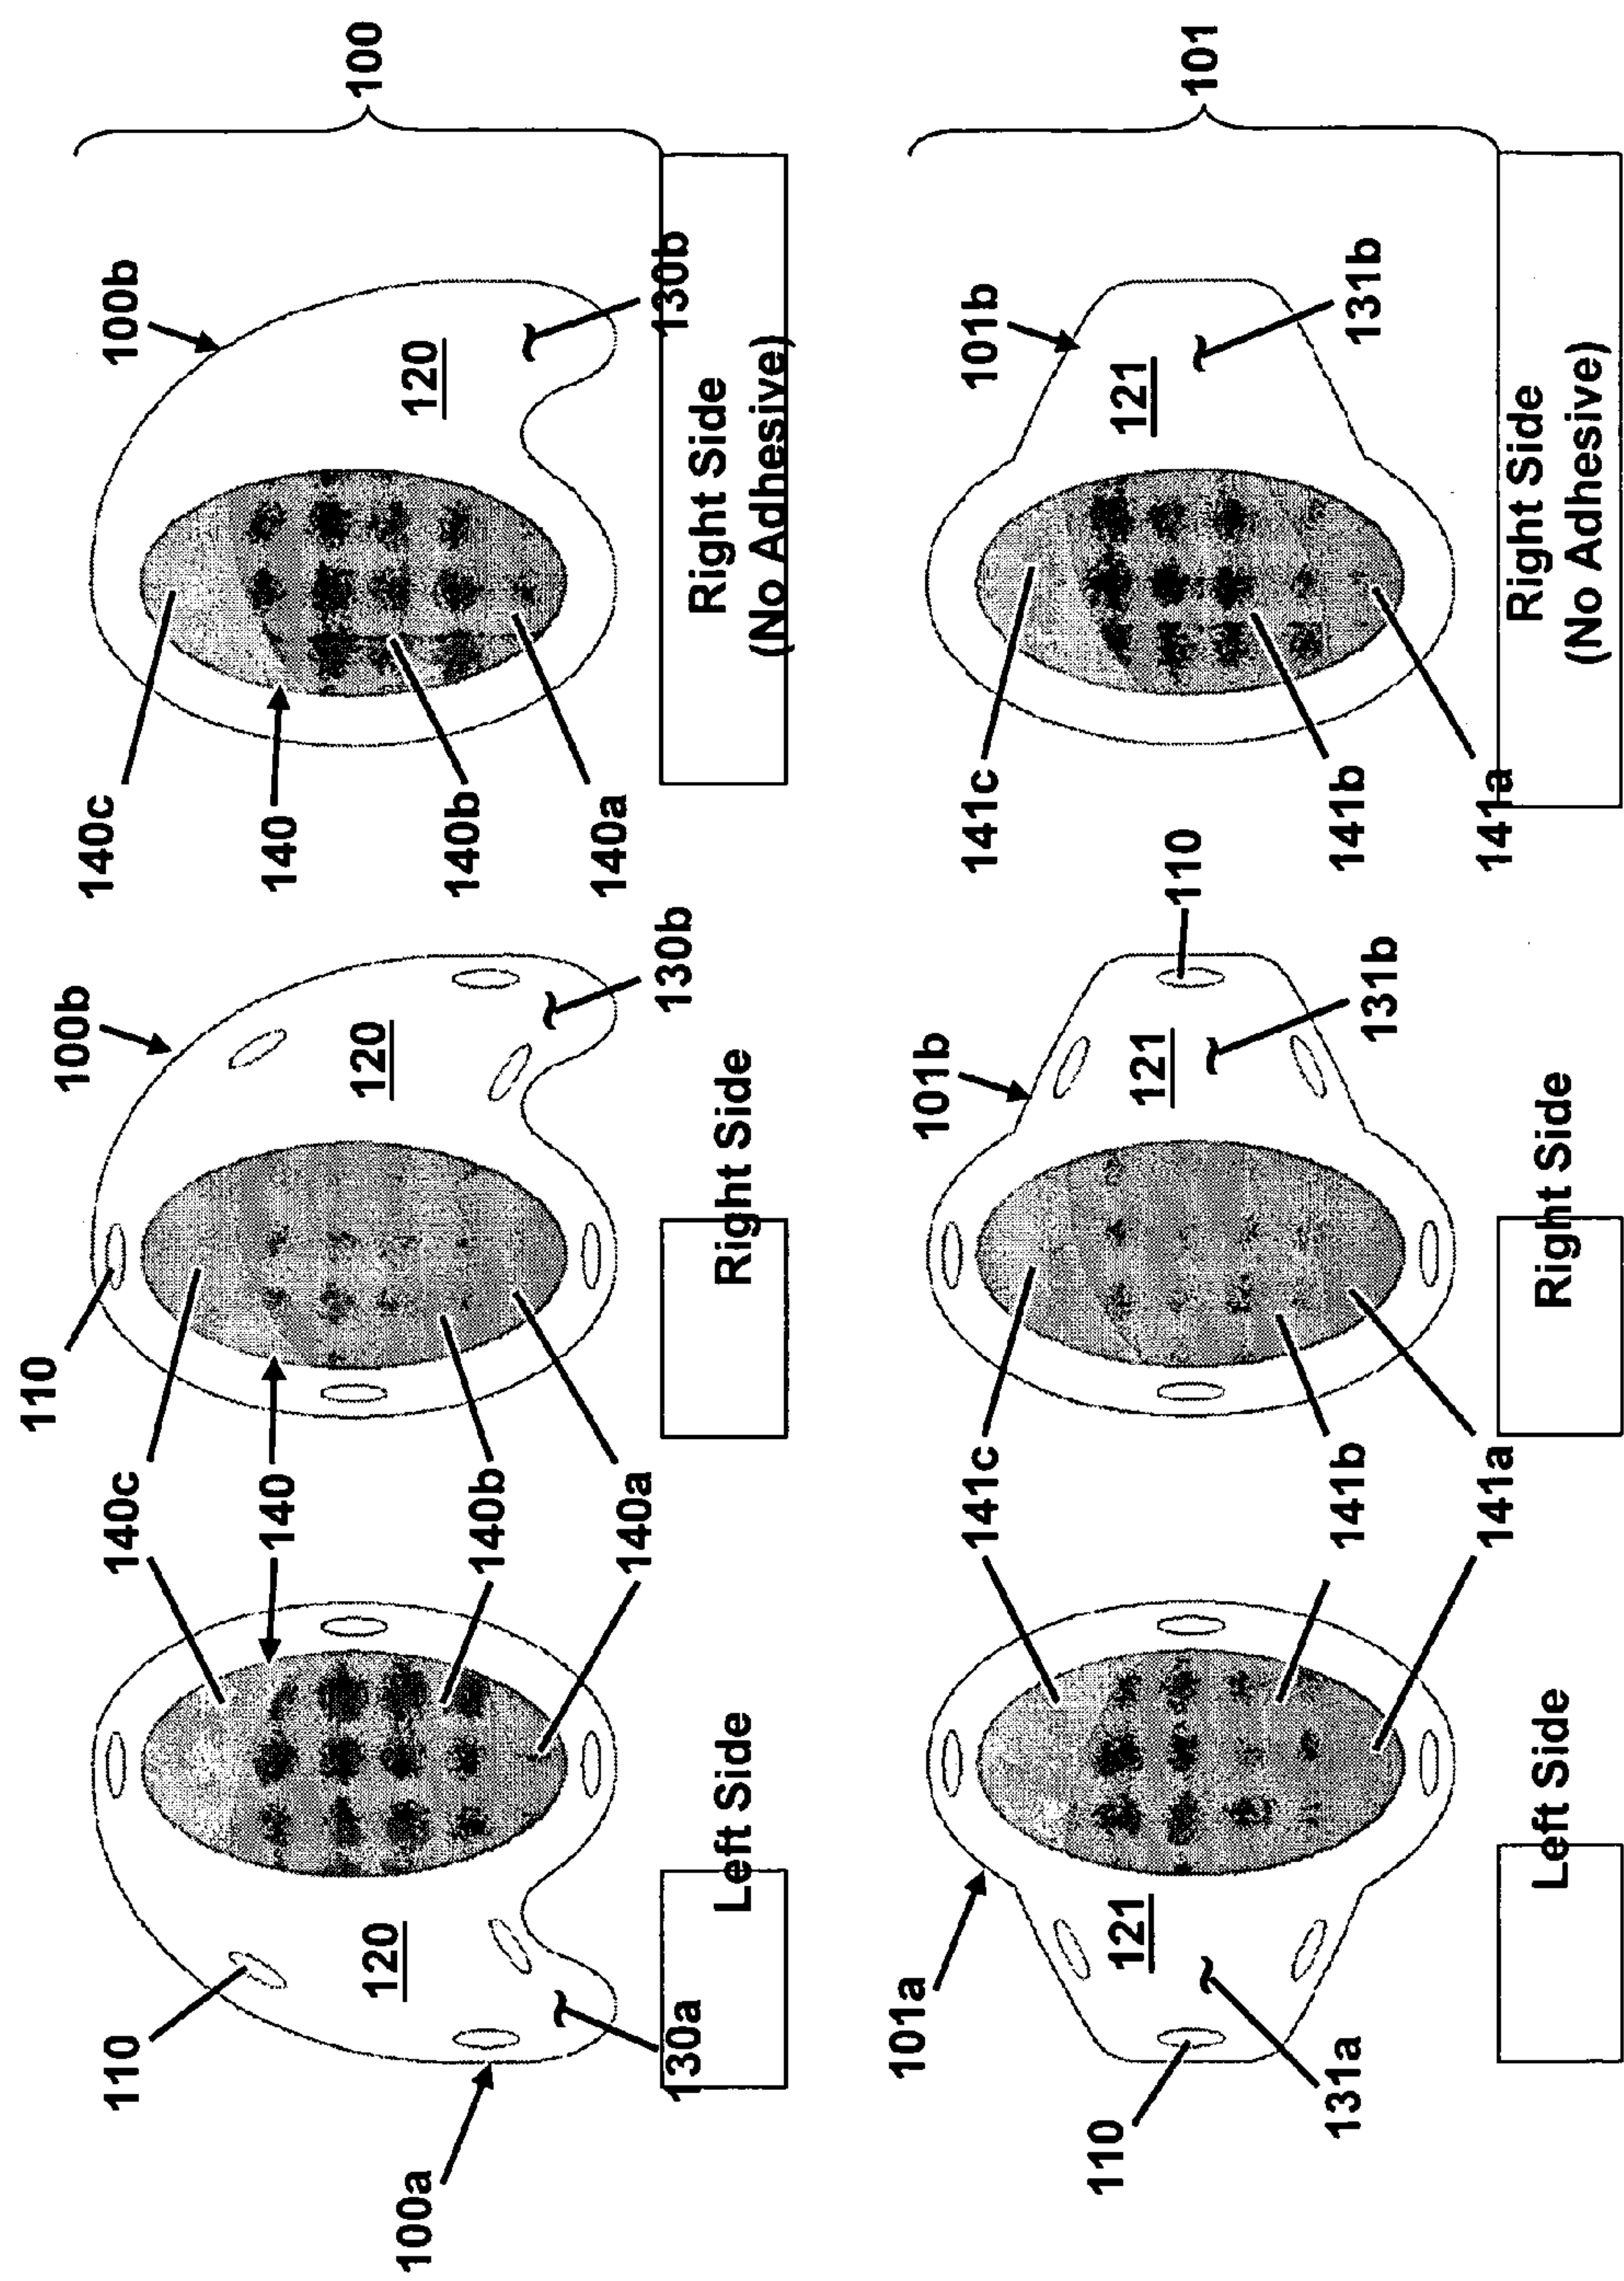 100
100b
120
130b
140c
140
140b
140a
Right Side
(No Adhesive)
110
100b
120
130b
Right Side
140c
140
140b
140a
110
120
130a
100a
Left Side
101
101b
121
131b
141c
141b
141a
Right Side
(No Adhesive)
110
101b
121
131b
Right Side
141c
141b
141a
101a
121
131a
110
Left Side